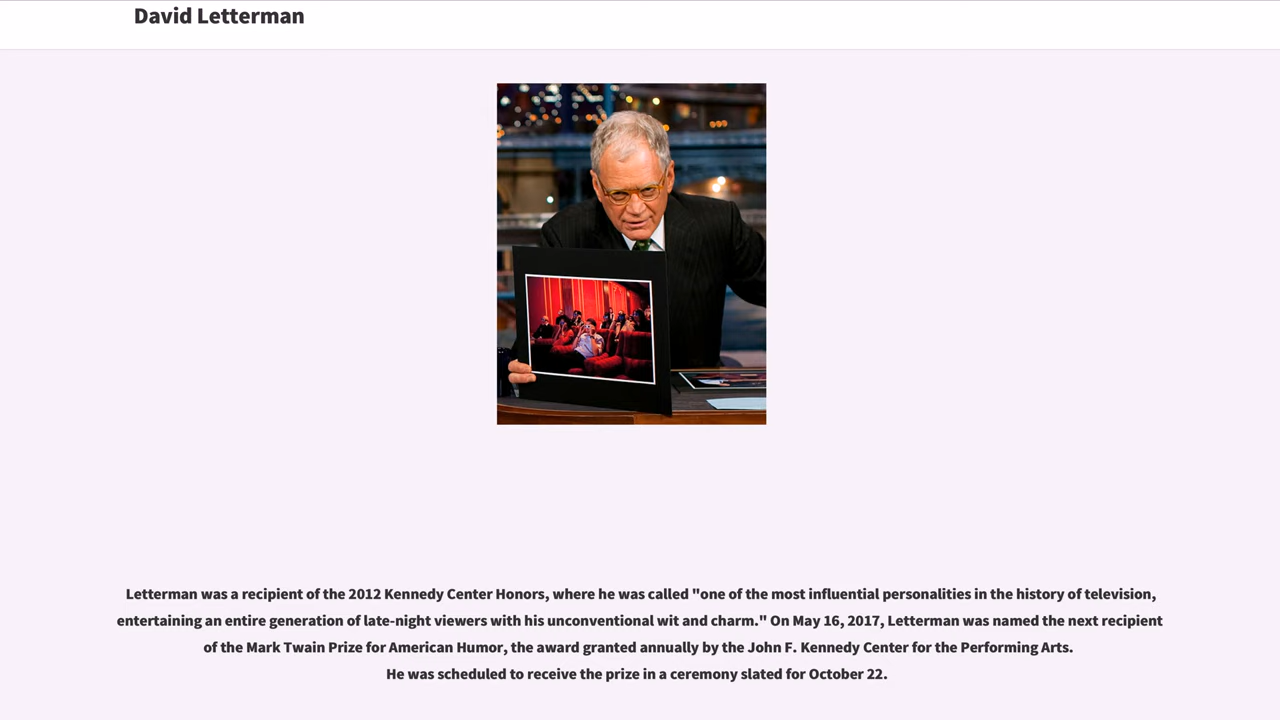 David Letterman
Letterman was a recipient of the 2012 Kennedy Center Honors, where he was called "one of the most influential personalities in the history of television,
entertaining an entire generation of late-night viewers with his unconventional wit and charm." On May 16, 2017, Letterman was named the next recipient
of the Mark Twain Prize for American Humor, the award granted annually by the John F. Kennedy Center for the Performing Arts.
He was scheduled to receive the prize in a ceremony slated for October 22.